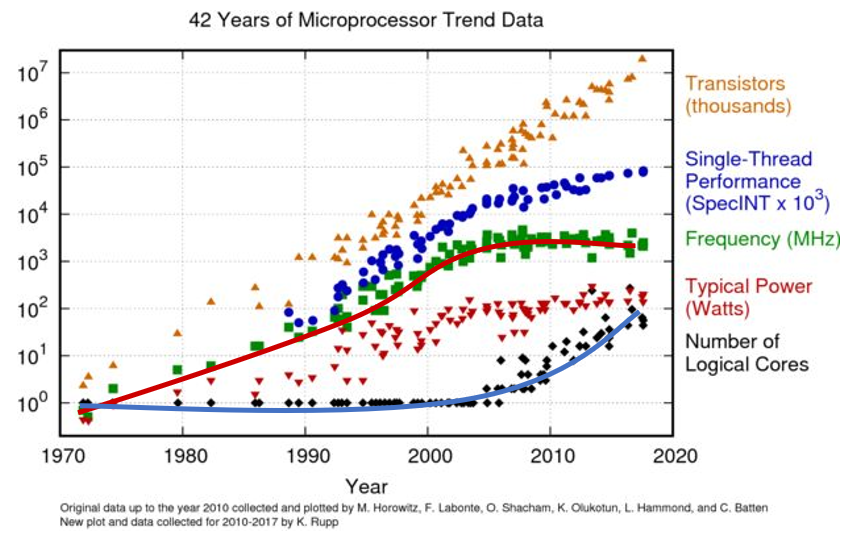 42 Years of Microprocessor Trend Data
10^7
10^6
10^5
10^4
10^3
10^2
10^1
10^0
Transistors
(thousands)
Single-Thread
Performance
(SpecINT x 10^3)
Frequency (MHz)
Typical Power
(Watts)
Number of
Logical Cores
1970 1980 1990 2000 2010 2020
Year
Original data up to the year 2010 collected and plotted by M. Horowitz, F. Labonte, O. Shacham, K. Olukotun, L. Hammond, and C. Batten
New plot and data collected for 2010-2017 by K. Rupp